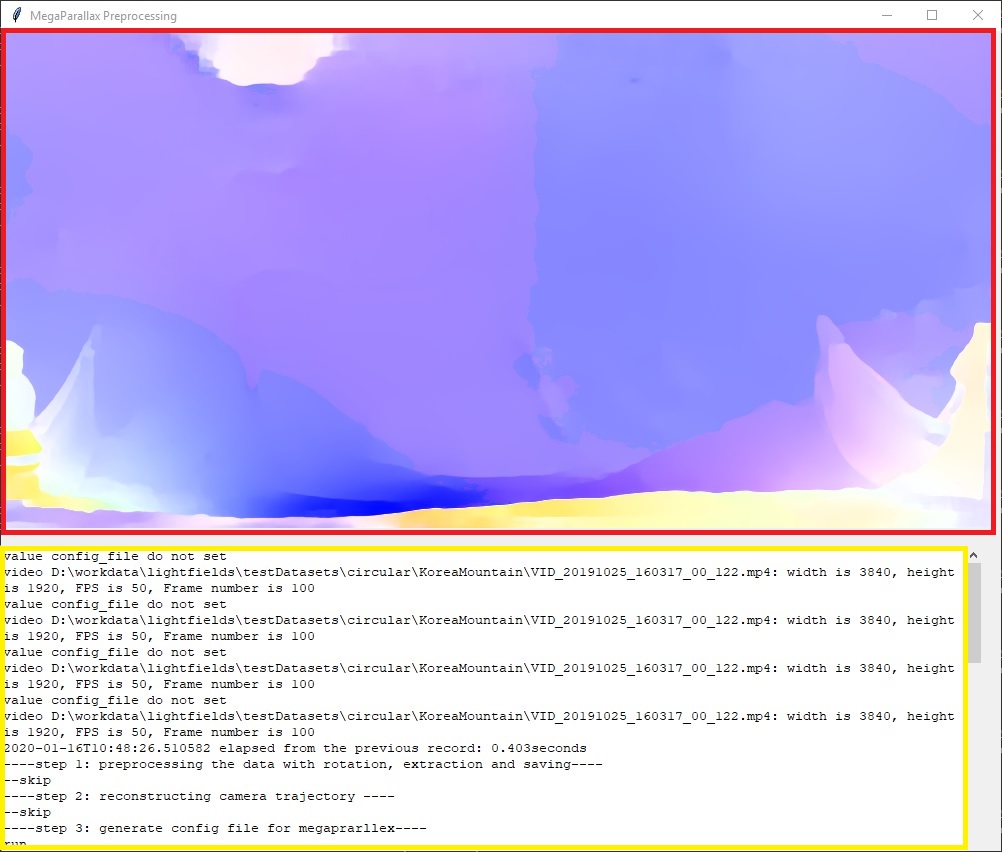 MegaParallax Preprocessing
value config_file do not set
video D:\workdata\lightfields\testDatasets\circular\KoreaMountain\VID_20191025_160317_00_122.mp4: width is 3840, height
is 1920, FPS is 50, Frame number is 100
value config_file do not set
video D:\workdata\lightfields\testDatasets\circular\KoreaMountain\VID_20191025_160317_00_122.mp4: width is 3840, height
is 1920, FPS is 50, Frame number is 100
value config_file do not set
video D:\workdata\lightfields\testDatasets\circular\KoreaMountain\VID_20191025_160317_00_122.mp4: width is 3840, height
is 1920, FPS is 50, Frame number is 100
value config_file do not set
video D:\workdata\lightfields\testDatasets\circular\KoreaMountain\VID_20191025_160317_00_122.mp4: width is 3840, height
is 1920, FPS is 50, Frame number is 100
2020-01-16T10:48:26.510582 elapsed from the previous record: 0.403seconds
----step 1: preprocessing the data with rotation, extraction and saving----
--skip
----step 2: reconstructing camera trajectory ----
--skip
----step 3: generate config file for megaprarllex----
run